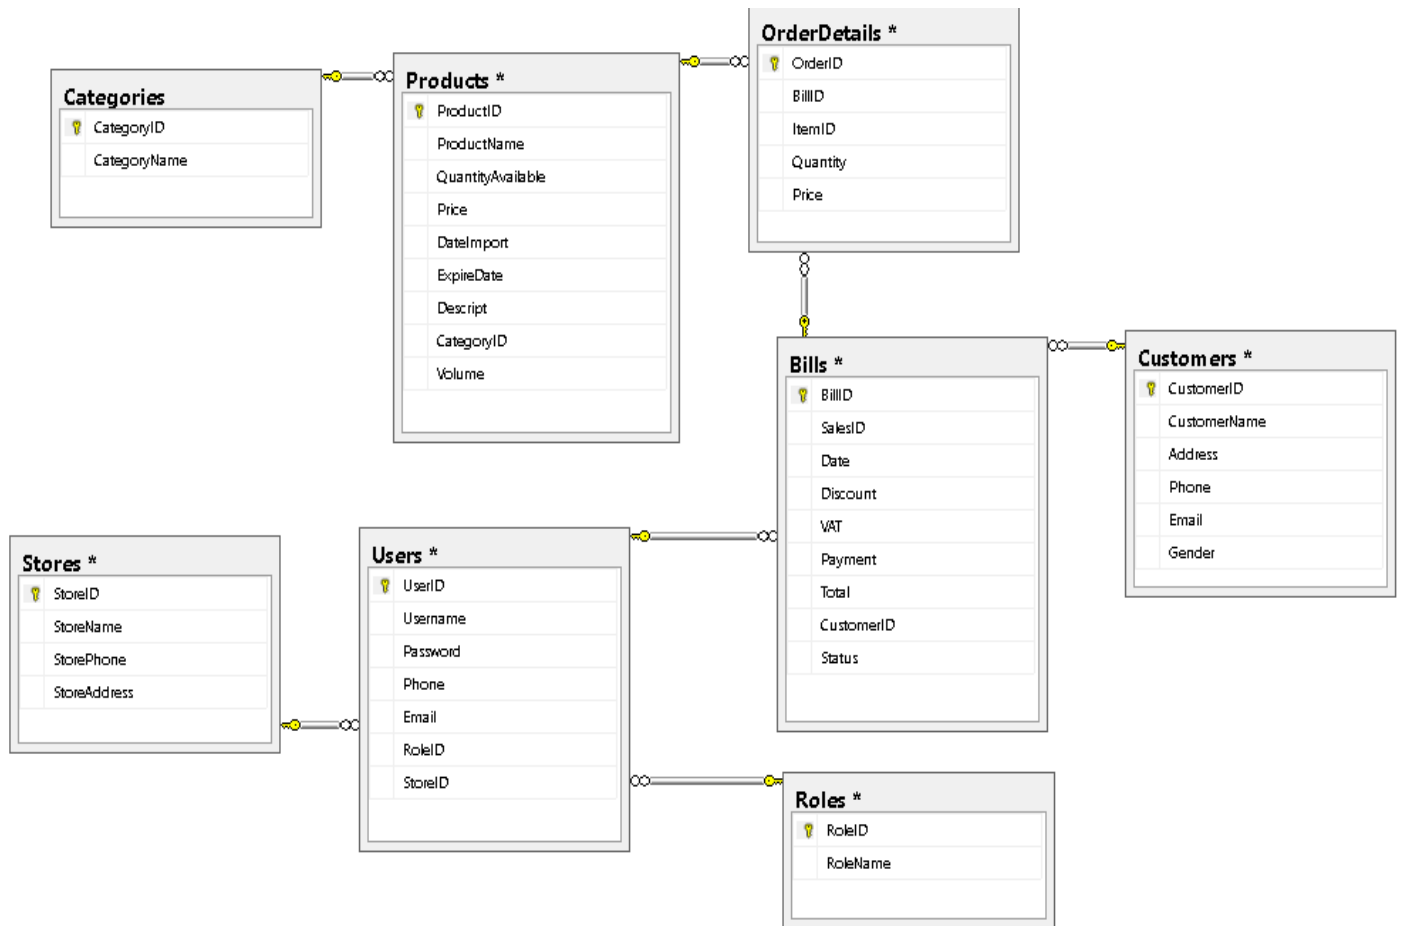 Categories
CategoryID
CategoryName
Products *
ProductID
ProductName
QuantityAvailable
Price
DateImport
ExpireDate
Descript
CategoryID
Volume
OrderDetails *
OrderID
BillID
ItemID
Quantity
Price
Bills *
BillID
SalesID
Date
Discount
VAT
Payment
Total
CustomerID
Status
Customers *
CustomerID
CustomerName
Address
Phone
Email
Gender
Stores *
StoreID
StoreName
StorePhone
StoreAddress
Users *
UserID
Username
Password
Phone
Email
RoleID
StoreID
Roles *
RoleID
RoleName